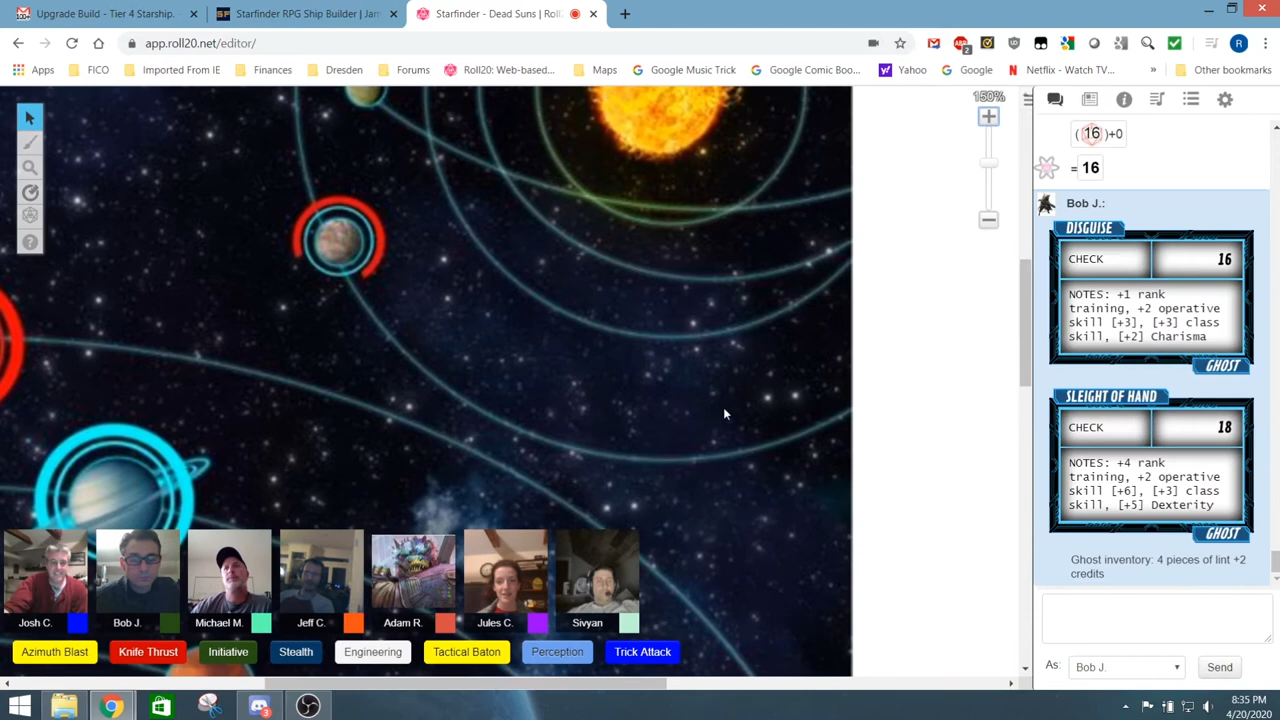 Upgrade Build - Tier 4 Starship.
Starfinder RPG Ship Builder | Jam
Starfinder - Dead Suns | Roll2
app.roll20.net/editor/
Apps
FICO
Imported From IE
Finances
Dresden
Forums
Roll20: Web-based...
Maps
Google Music Trick
Google Comic Boo...
Yahoo
Google
Netflix - Watch TV...
»
Other bookmarks
150%
(16)+0
= 16
Bob J.:
DISGUISE
CHECK
16
NOTES: +1 rank
training, +2 operative
skill [+3], [+3] class
skill, [+2] Charisma
GHOST
SLEIGHT OF HAND
CHECK
18
NOTES: +4 rank
training, +2 operative
skill [+6], [+3] class
skill, [+5] Dexterity
GHOST
Ghost inventory: 4 pieces of lint +2
credits
Josh C.
Bob J.
Michael M.
Jeff C.
Adam R.
Jules C.
Sivyan
Azimuth Blast
Knife Thrust
Initiative
Stealth
Engineering
Tactical Baton
Perception
Trick Attack
As:
Bob J.
Send
8:35 PM
4/20/2020